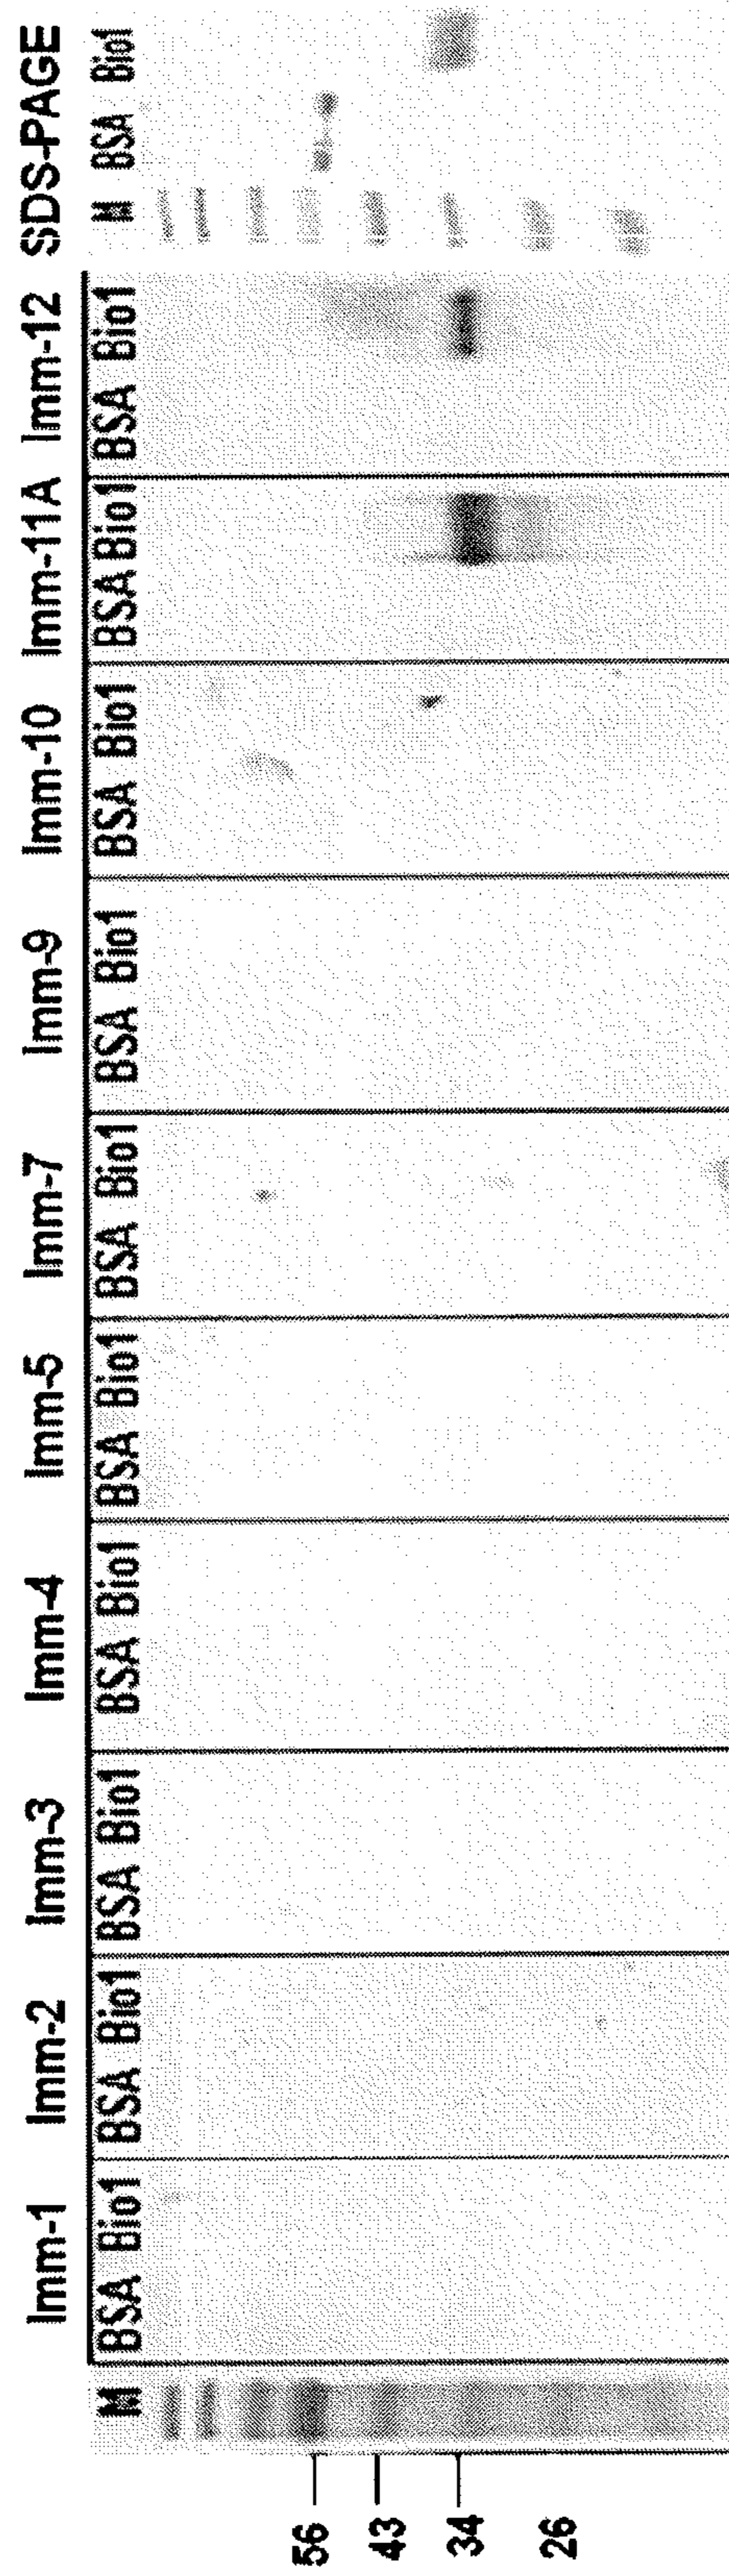 Imm-1 Imm-2 Imm-3 Imm-4 Imm-5 Imm-7 Imm-9 Imm-10 Imm-11A Imm-12 SDS-PAGE
M BSA Bio1 BSA Bio1 BSA Bio1 BSA Bio1 BSA Bio1 BSA Bio1 BSA Bio1 BSA Bio1 BSA Bio1 BSA Bio1 M BSA Bio1
56
43
34
26